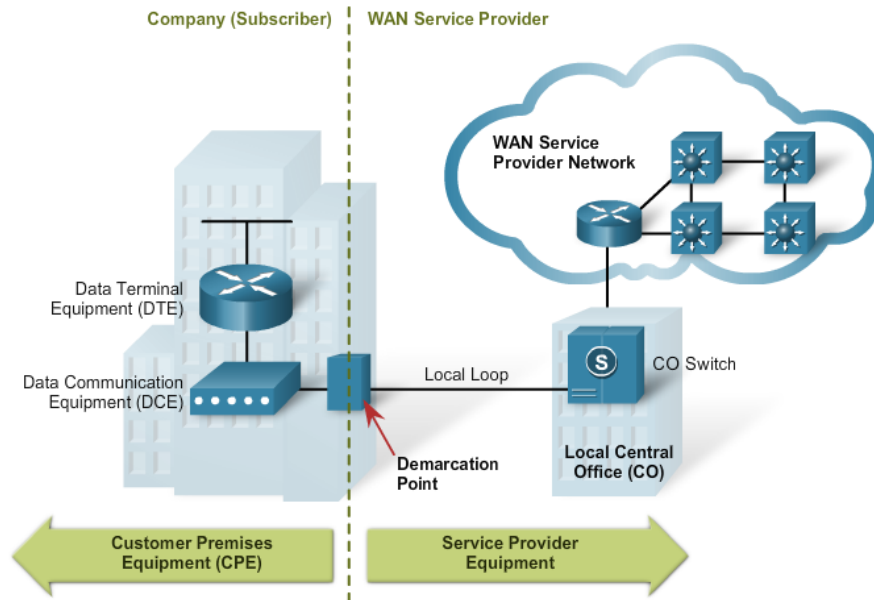 Company (Subscriber)
WAN Service Provider
WAN Service
Provider Network
Data Terminal
Equipment (DTE)
Data Communication
Equipment (DCE)
Local Loop
S
CO Switch
Demarcation
Point
Local Central
Office (CO)
Customer Premises
Equipment (CPE)
Service Provider
Equipment